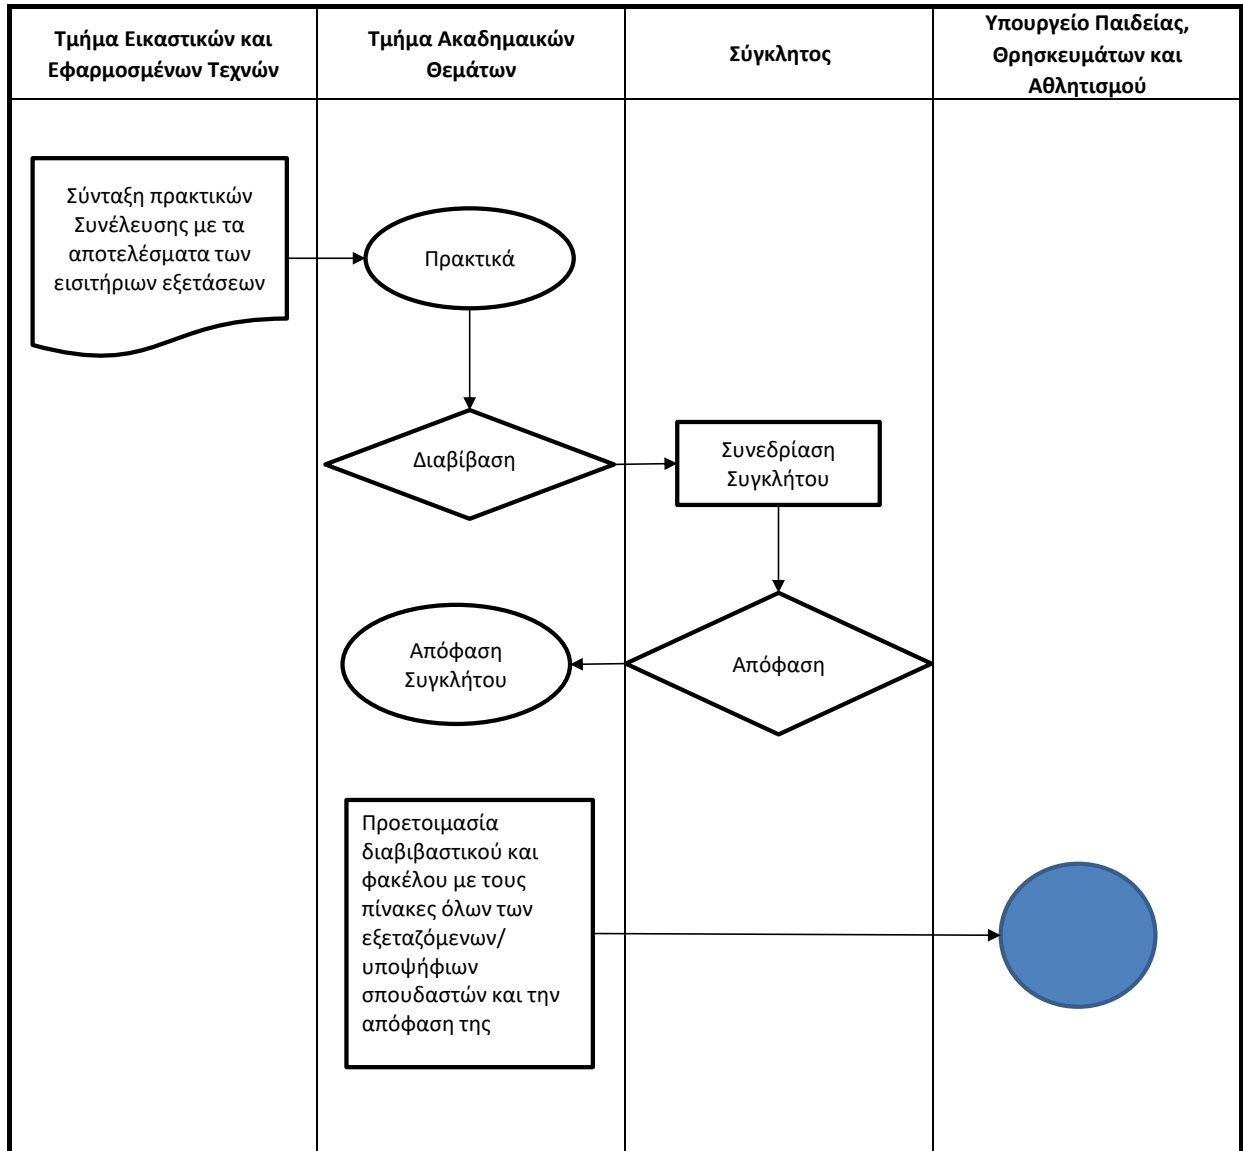 Τμήμα Εικαστικών και
Εφαρμοσμένων Τεχνών
Τμήμα Ακαδημαικών
Θεμάτων
Σύγκλητος
Υπουργείο Παιδείας,
Θρησκευμάτων και
Αθλητισμού
Σύνταξη πρακτικών
Συνέλευσης με τα
αποτελέσματα των
εισιτήριων εξετάσεων
Πρακτικά
Διαβίβαση
Συνεδρίαση
Συγκλήτου
Απόφαση
Συγκλήτου
Απόφαση
Προετοιμασία
διαβιβαστικού και
φακέλου με τους
πίνακες όλων των
εξεταζόμενων/
υποψήφιων
σπουδαστών και την
απόφαση της